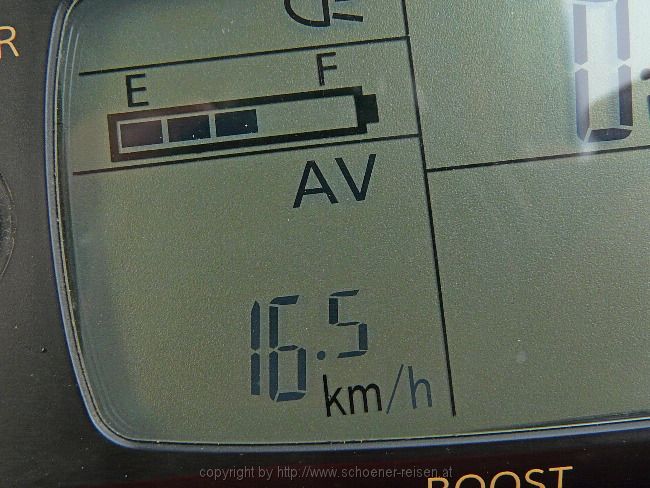 E F
AV
16.5
km/h
copyright by http://www.schoener-reisen.at
BOOST